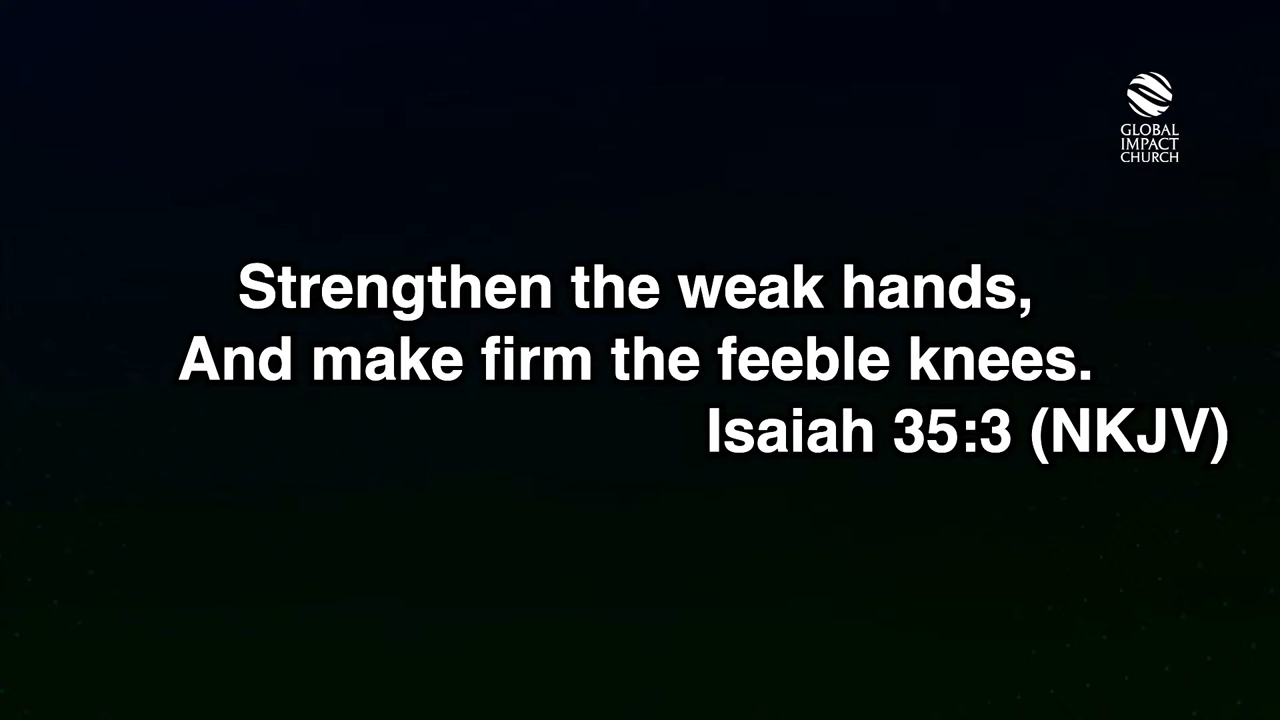 GLOBAL
IMPACT
CHURCH
Strengthen the weak hands,
And make firm the feeble knees.
Isaiah 35:3 (NKJV)